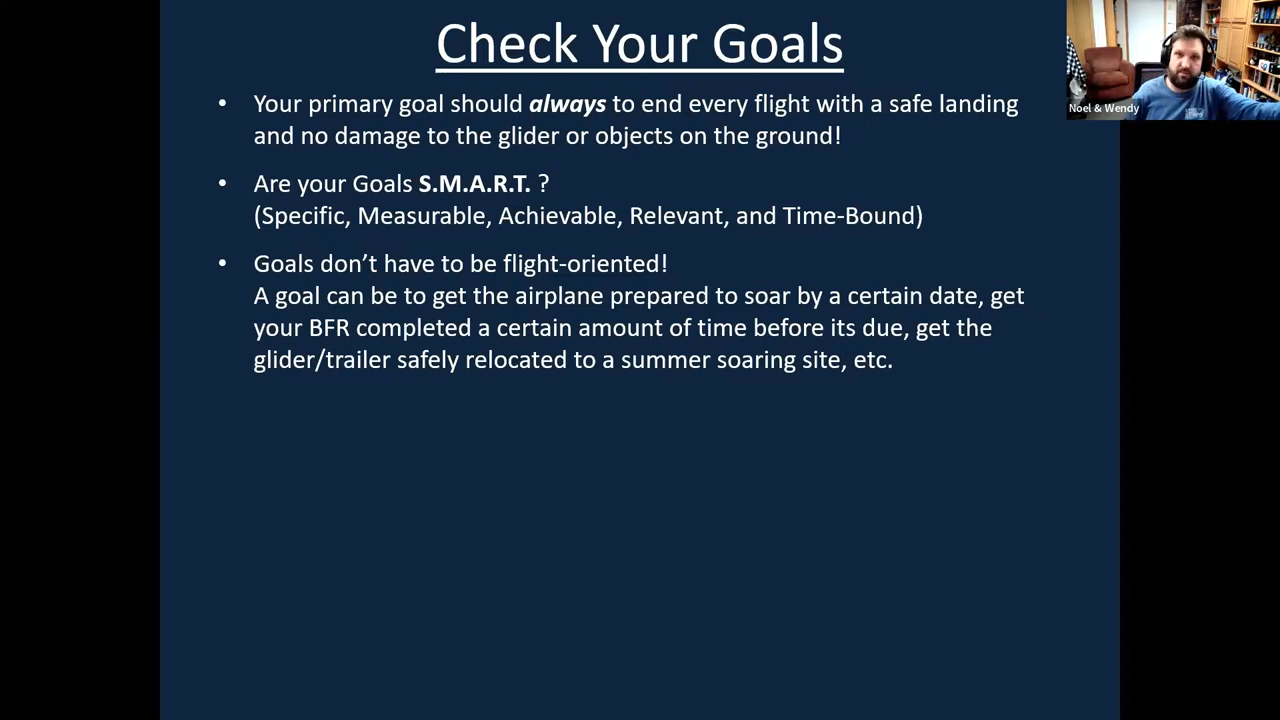 Check Your Goals
Noel & Wendy
• Your primary goal should always to end every flight with a safe landing
and no damage to the glider or objects on the ground!
• Are your Goals S.M.A.R.T. ?
(Specific, Measurable, Achievable, Relevant, and Time-Bound)
• Goals don’t have to be flight-oriented!
A goal can be to get the airplane prepared to soar by a certain date, get
your BFR completed a certain amount of time before its due, get the
glider/trailer safely relocated to a summer soaring site, etc.